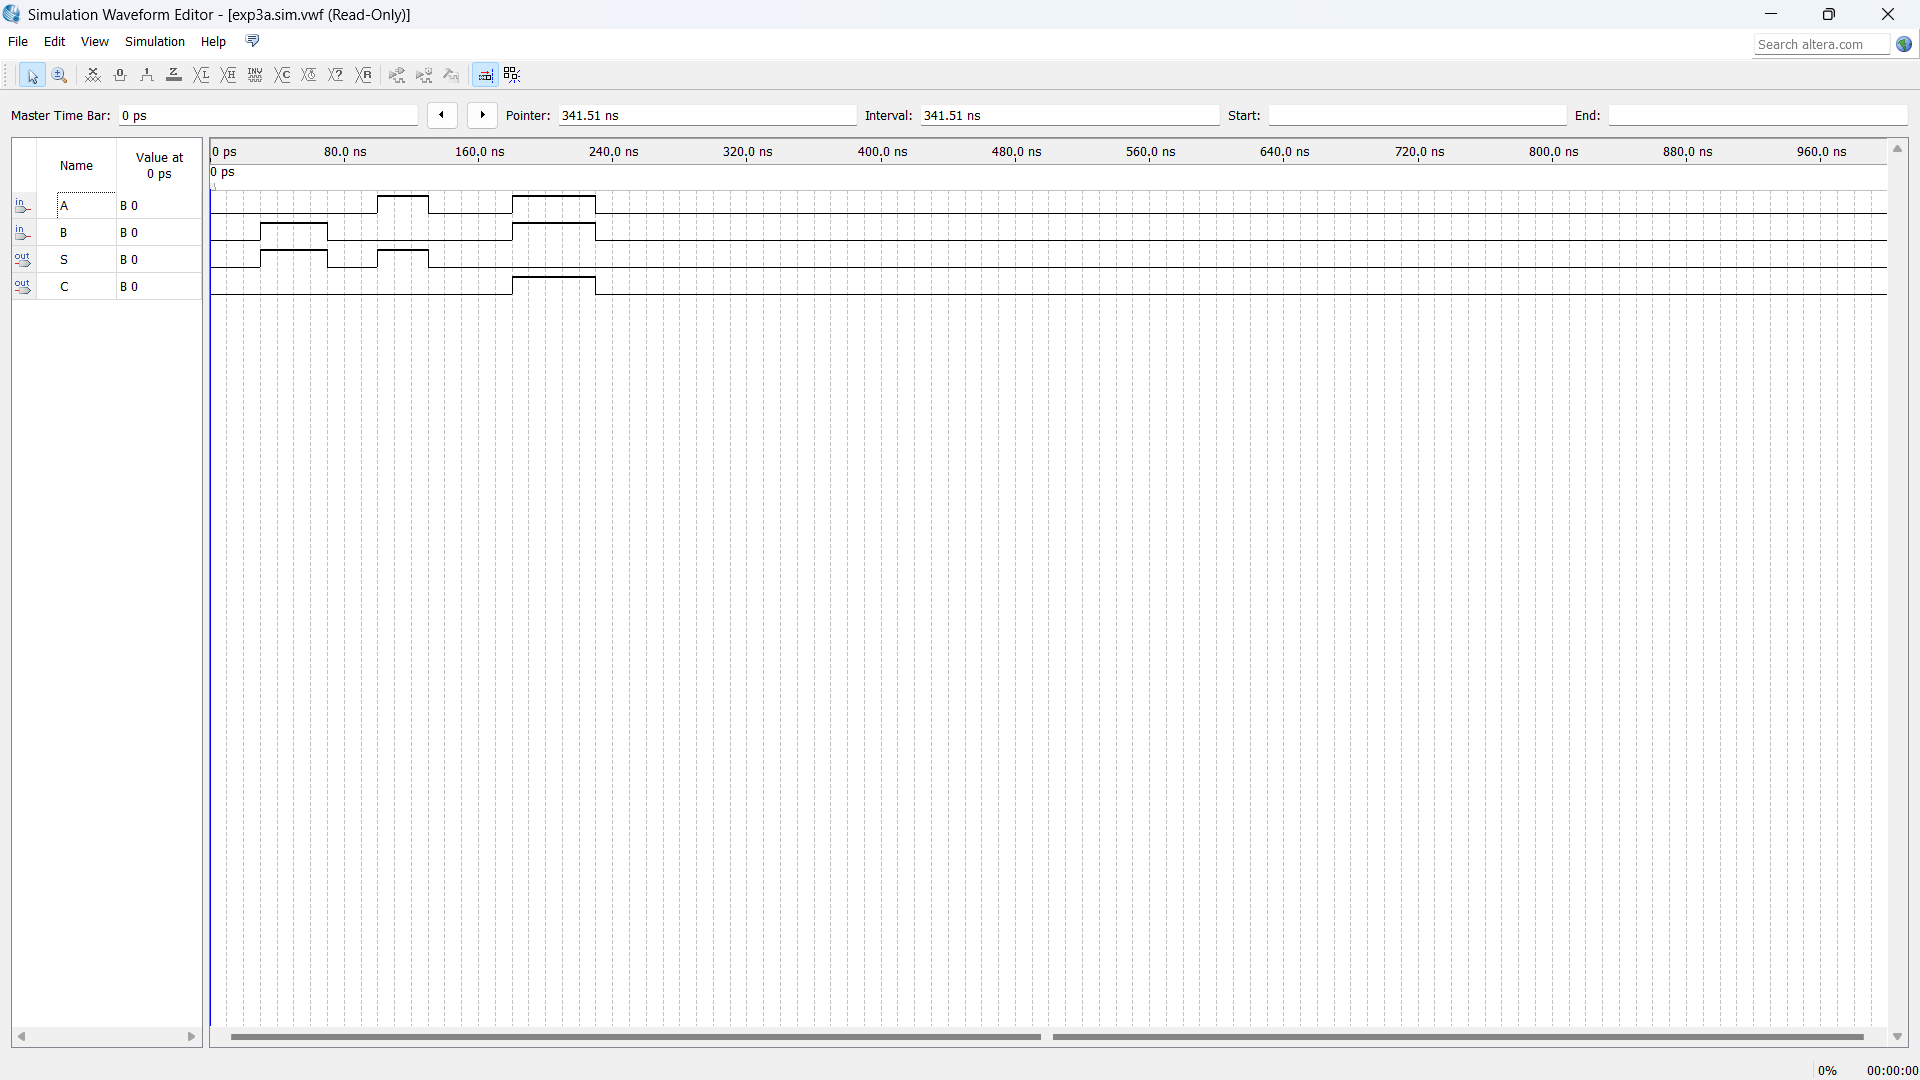 Simulation Waveform Editor - [exp3a.sim.vwf (Read-Only)]
File Edit View Simulation Help
Search altera.com
Master Time Bar: 0 ps Pointer: 341.51 ns Interval: 341.51 ns Start: End:
Name Value at 0 ps
0 ps 80.0 ns 160.0 ns 240.0 ns 320.0 ns 400.0 ns 480.0 ns 560.0 ns 640.0 ns 720.0 ns 800.0 ns 880.0 ns 960.0 ns
0 ps
in A B 0
in B B 0
out S B 0
out C B 0
0% 00:00:00